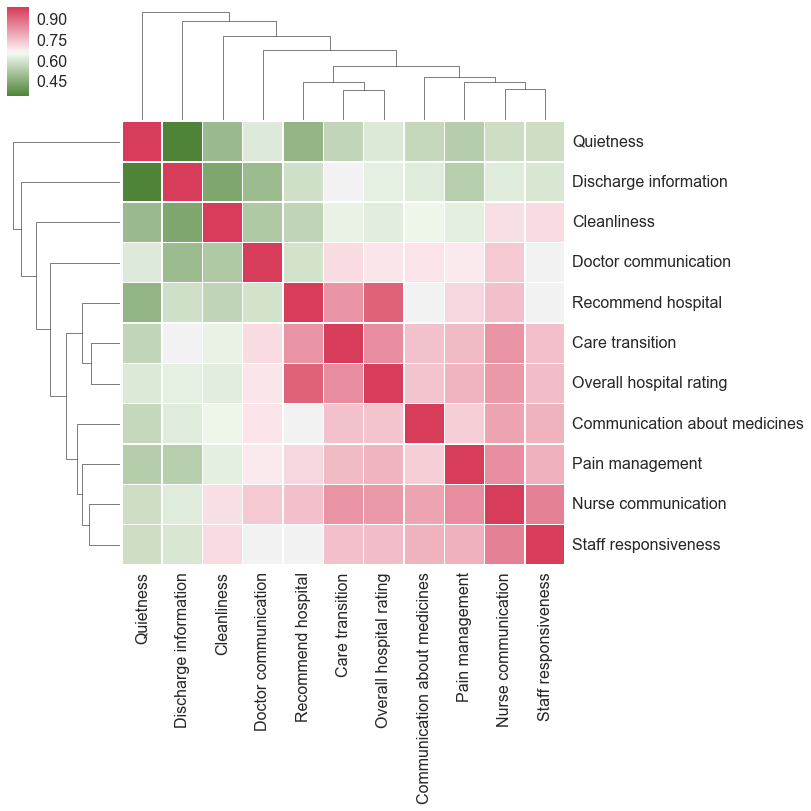 0.90
0.75
0.60
0.45
Quietness
Discharge information
Cleanliness
Doctor communication
Recommend hospital
Care transition
Overall hospital rating
Communication about medicines
Pain management
Nurse communication
Staff responsiveness
Quietness
Discharge information
Cleanliness
Doctor communication
Recommend hospital
Care transition
Overall hospital rating
Communication about medicines
Pain management
Nurse communication
Staff responsiveness